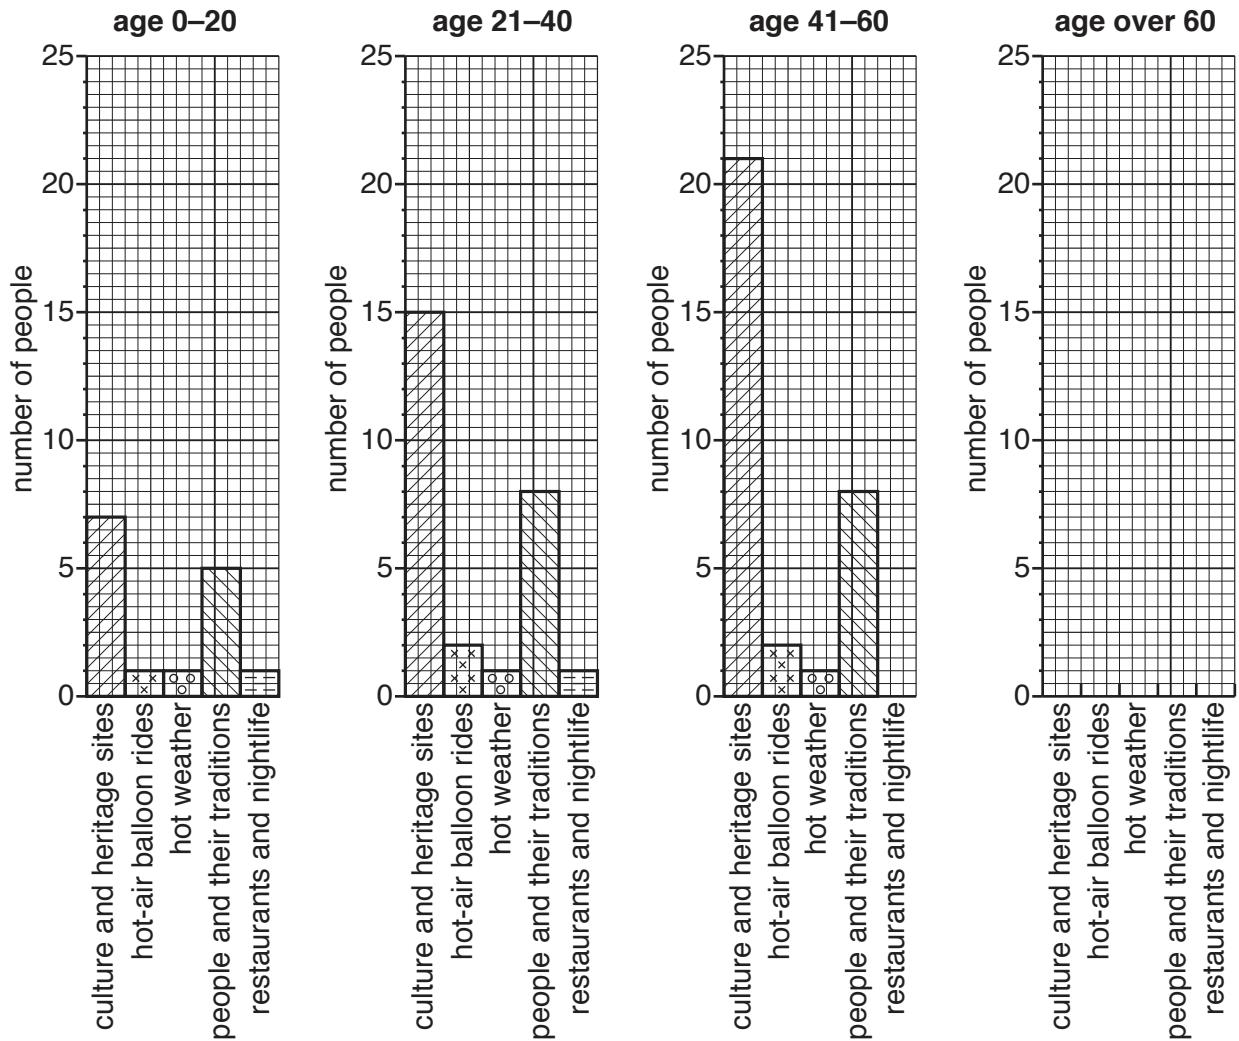 age 0–20
25
20
15
10
5
0
number of people
culture and heritage sites
hot-air balloon rides
hot weather
people and their traditions
restaurants and nightlife
age 21–40
25
20
15
10
5
0
number of people
culture and heritage sites
hot-air balloon rides
hot weather
people and their traditions
restaurants and nightlife
age 41–60
25
20
15
10
5
0
number of people
culture and heritage sites
hot-air balloon rides
hot weather
people and their traditions
restaurants and nightlife
age over 60
25
20
15
10
5
0
number of people
culture and heritage sites
hot-air balloon rides
hot weather
people and their traditions
restaurants and nightlife